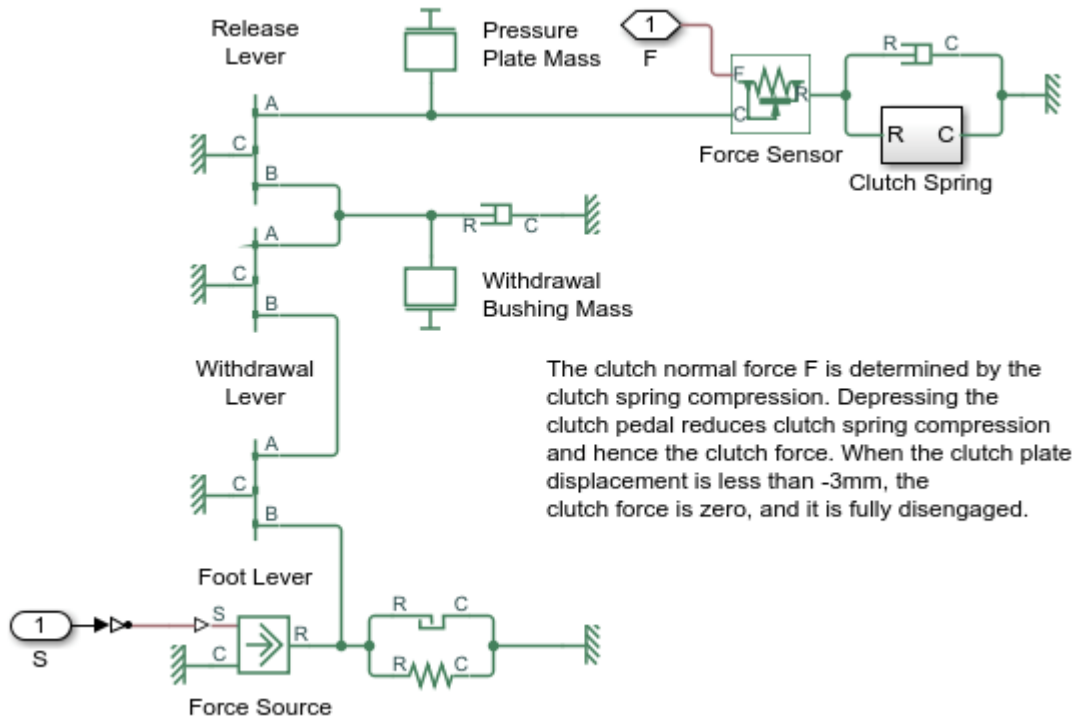 Release
Lever
Pressure
Plate Mass
1
F
R
C
F
R
C
Force Sensor
R
C
Clutch Spring
A
C
B
A
C
B
R
C
Withdrawal
Bushing Mass
Withdrawal
Lever
The clutch normal force F is determined by the
clutch spring compression. Depressing the
clutch pedal reduces clutch spring compression
and hence the clutch force. When the clutch plate
displacement is less than -3mm, the
clutch force is zero, and it is fully disengaged.
A
C
B
Foot Lever
1
S
S
C
R
Force Source
R
C
R
C